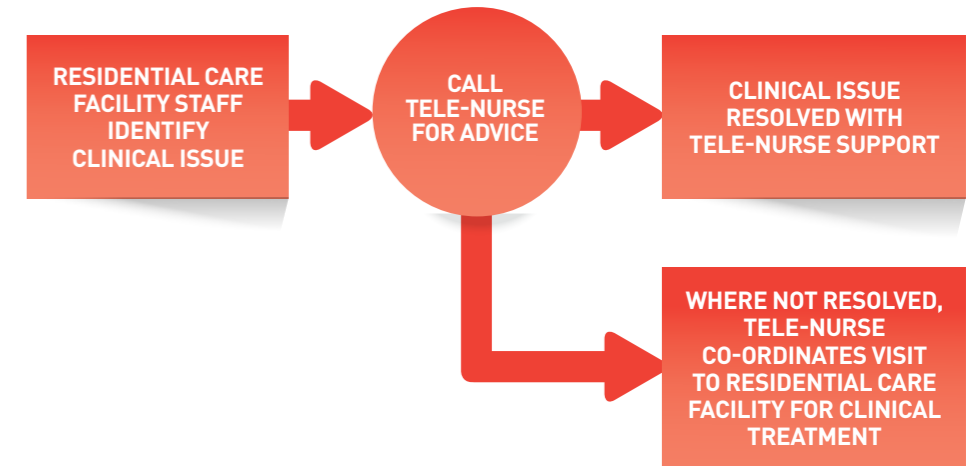 RESIDENTIAL CARE
FACILITY STAFF
IDENTIFY
CLINICAL ISSUE
CALL
TELE-NURSE
FOR ADVICE
CLINICAL ISSUE
RESOLVED WITH
TELE-NURSE SUPPORT
WHERE NOT RESOLVED,
TELE-NURSE
CO-ORDINATES VISIT
TO RESIDENTIAL CARE
FACILITY FOR CLINICAL
TREATMENT